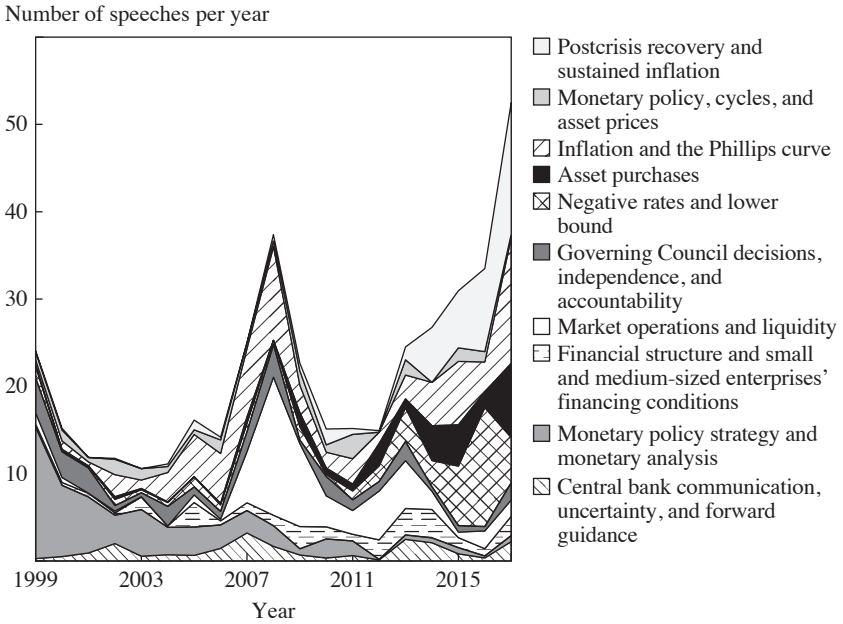 Number of speeches per year
50
40
30
20
10
1999 2003 2007 2011 2015
Year
Postcrisis recovery and
sustained inflation
Monetary policy, cycles, and
asset prices
Inflation and the Phillips curve
Asset purchases
Negative rates and lower
bound
Governing Council decisions,
independence, and
accountability
Market operations and liquidity
Financial structure and small
and medium-sized enterprises’
financing conditions
Monetary policy strategy and
monetary analysis
Central bank communication,
uncertainty, and forward
guidance